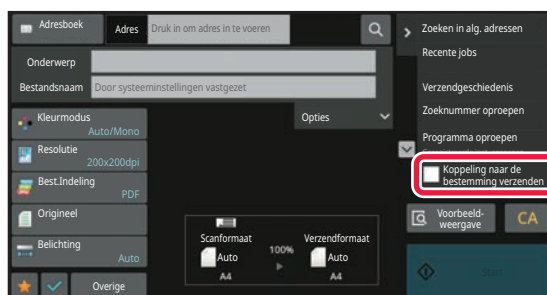 Adresboek
Adres
Druk in om adres in te voeren
Onderwerp
Bestandsnaam
Door systeeminstellingen vastgezet
Opties
Kleurmodus
Auto/Mono
Resolutie
200x200dpi
Best.Indeling
PDF
Origineel
Belichting
Auto
Overige
Scanformaat
Auto
A4
100%
Verzendformaat
Auto
A4
Zoeken in alg. adressen
Recente jobs
Verzendgeschiedenis
Zoeknummer oproepen
Programma oproepen
Koppeling naar de
bestemming verzenden
Voorbeeld-
weergave
CA
Start